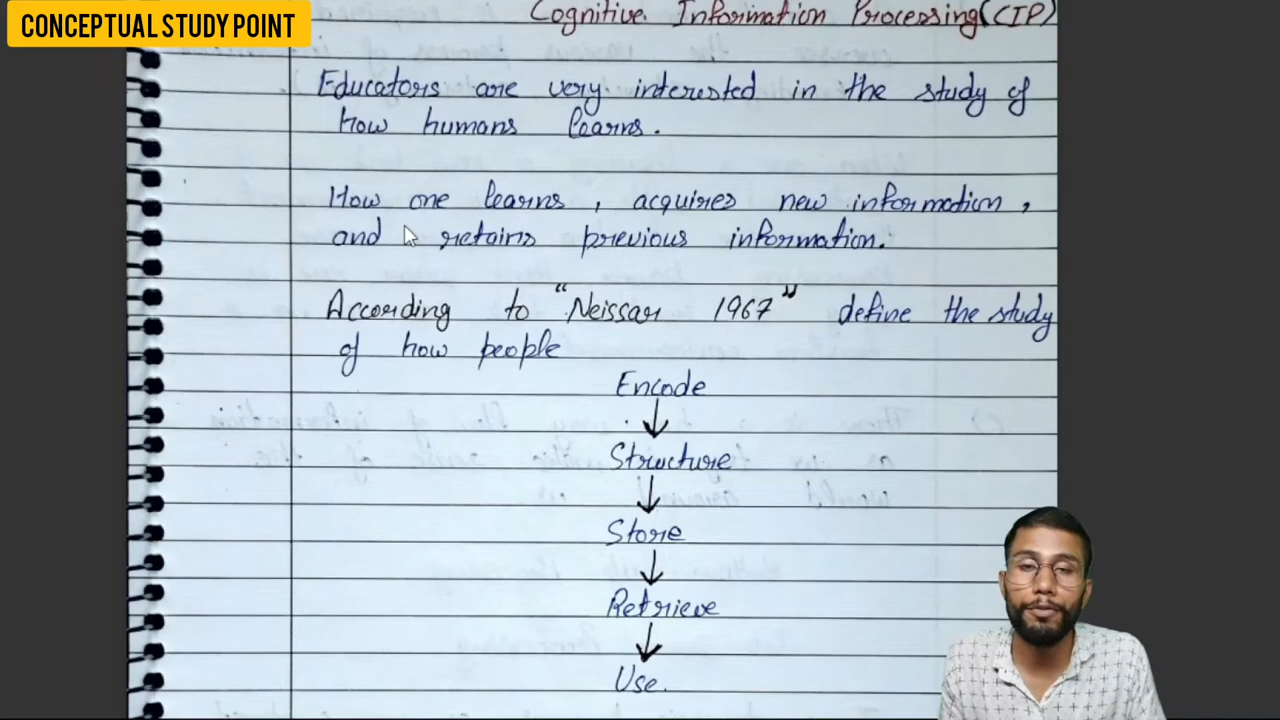 CONCEPTUAL STUDY POINT
Cognitive Information Processing (CIP)
Educators are very interested in the study of
how humans learns.
How one learns, acquires new information,
and retains previous information.
According to "Neissar 1967" define the study
of how people
Encode
↓
Structure
↓
Store
↓
Retrieve
↓
Use.